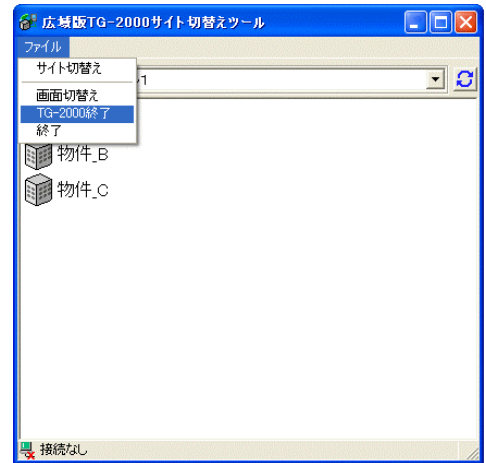 広域版TG-2000サイト切替えツール
ファイル
サイト切替え
1
画面切替え
TG-2000終了
終了
物件_B
物件_C
接続なし